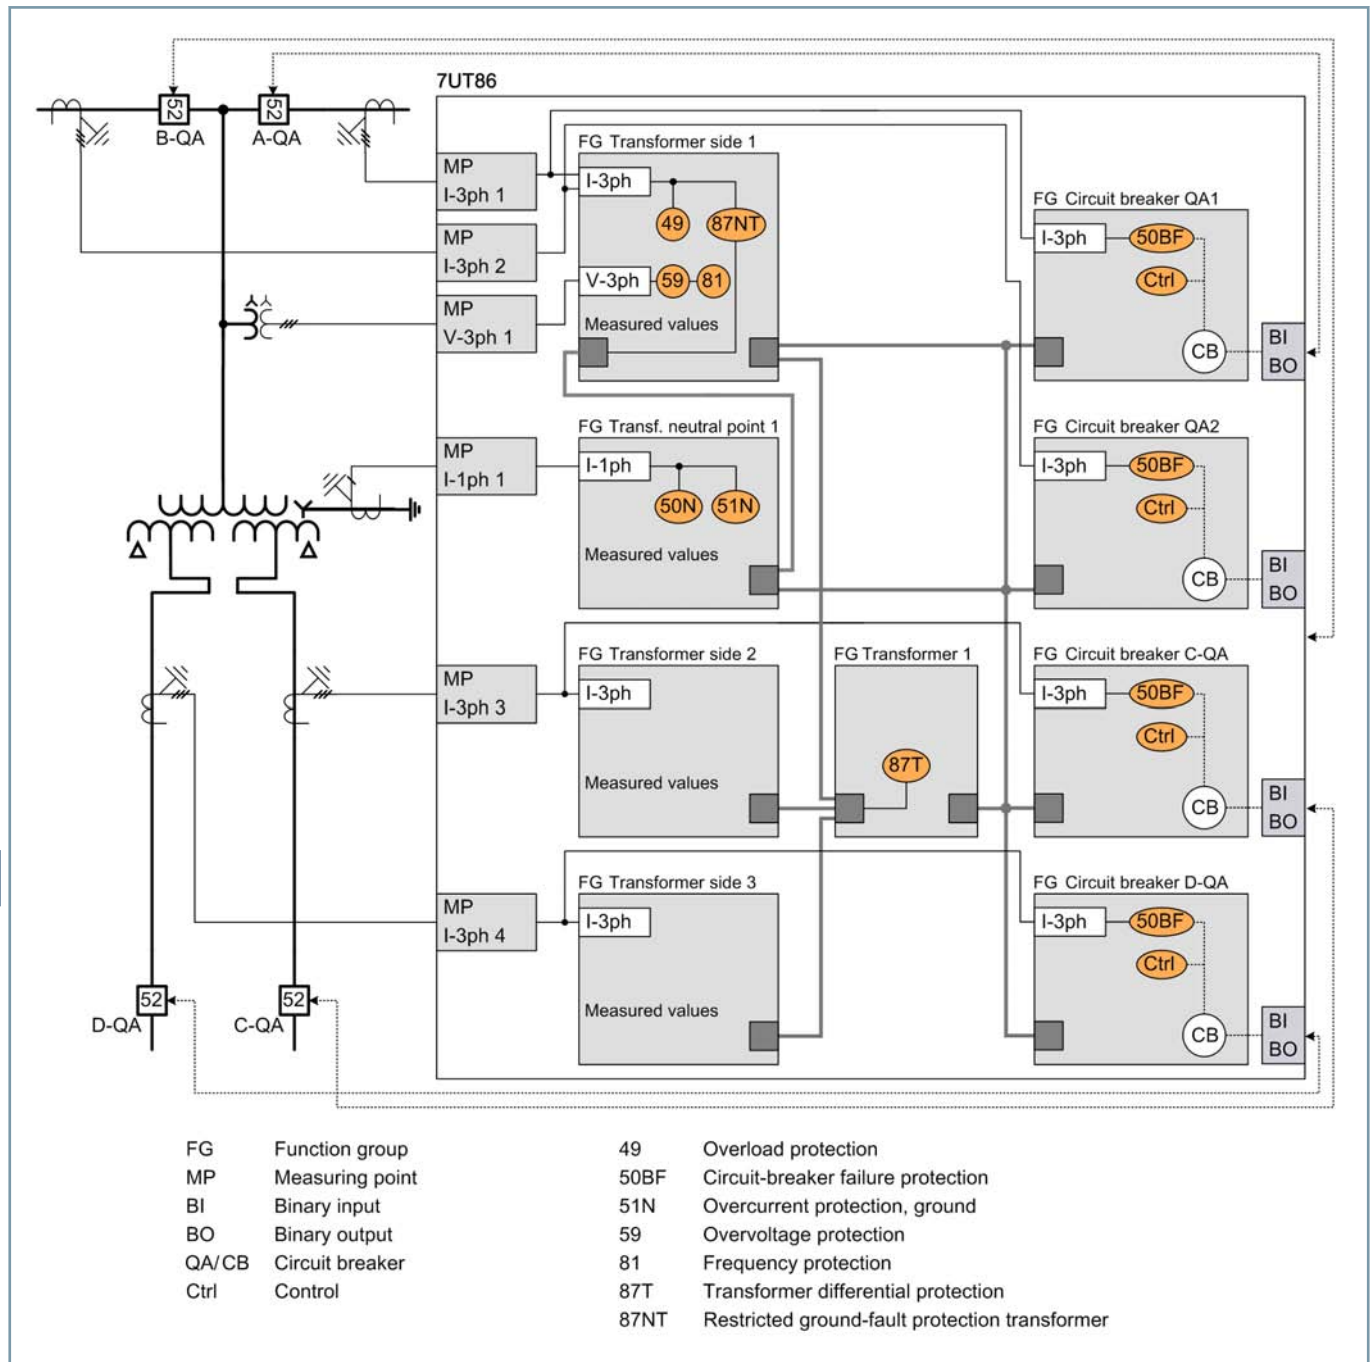 7UT86
52
B-QA
52
A-QA
MP
I-3ph 1
MP
I-3ph 2
MP
V-3ph 1
FG Transformer side 1
I-3ph
49
87NT
V-3ph
59
81
Measured values
FG Circuit breaker QA1
I-3ph
50BF
Ctrl
CB
BI
BO
MP
I-1ph 1
FG Transf. neutral point 1
I-1ph
50N
51N
Measured values
FG Circuit breaker QA2
I-3ph
50BF
Ctrl
CB
BI
BO
MP
I-3ph 3
FG Transformer side 2
I-3ph
Measured values
FG Transformer 1
87T
FG Circuit breaker C-QA
I-3ph
50BF
Ctrl
CB
BI
BO
MP
I-3ph 4
FG Transformer side 3
I-3ph
Measured values
FG Circuit breaker D-QA
I-3ph
50BF
Ctrl
CB
BI
BO
52
D-QA
52
C-QA
FG Function group
MP Measuring point
BI Binary input
BO Binary output
QA/CB Circuit breaker
Ctrl Control
49 Overload protection
50BF Circuit-breaker failure protection
51N Overcurrent protection, ground
59 Overvoltage protection
81 Frequency protection
87T Transformer differential protection
87NT Restricted ground-fault protection transformer